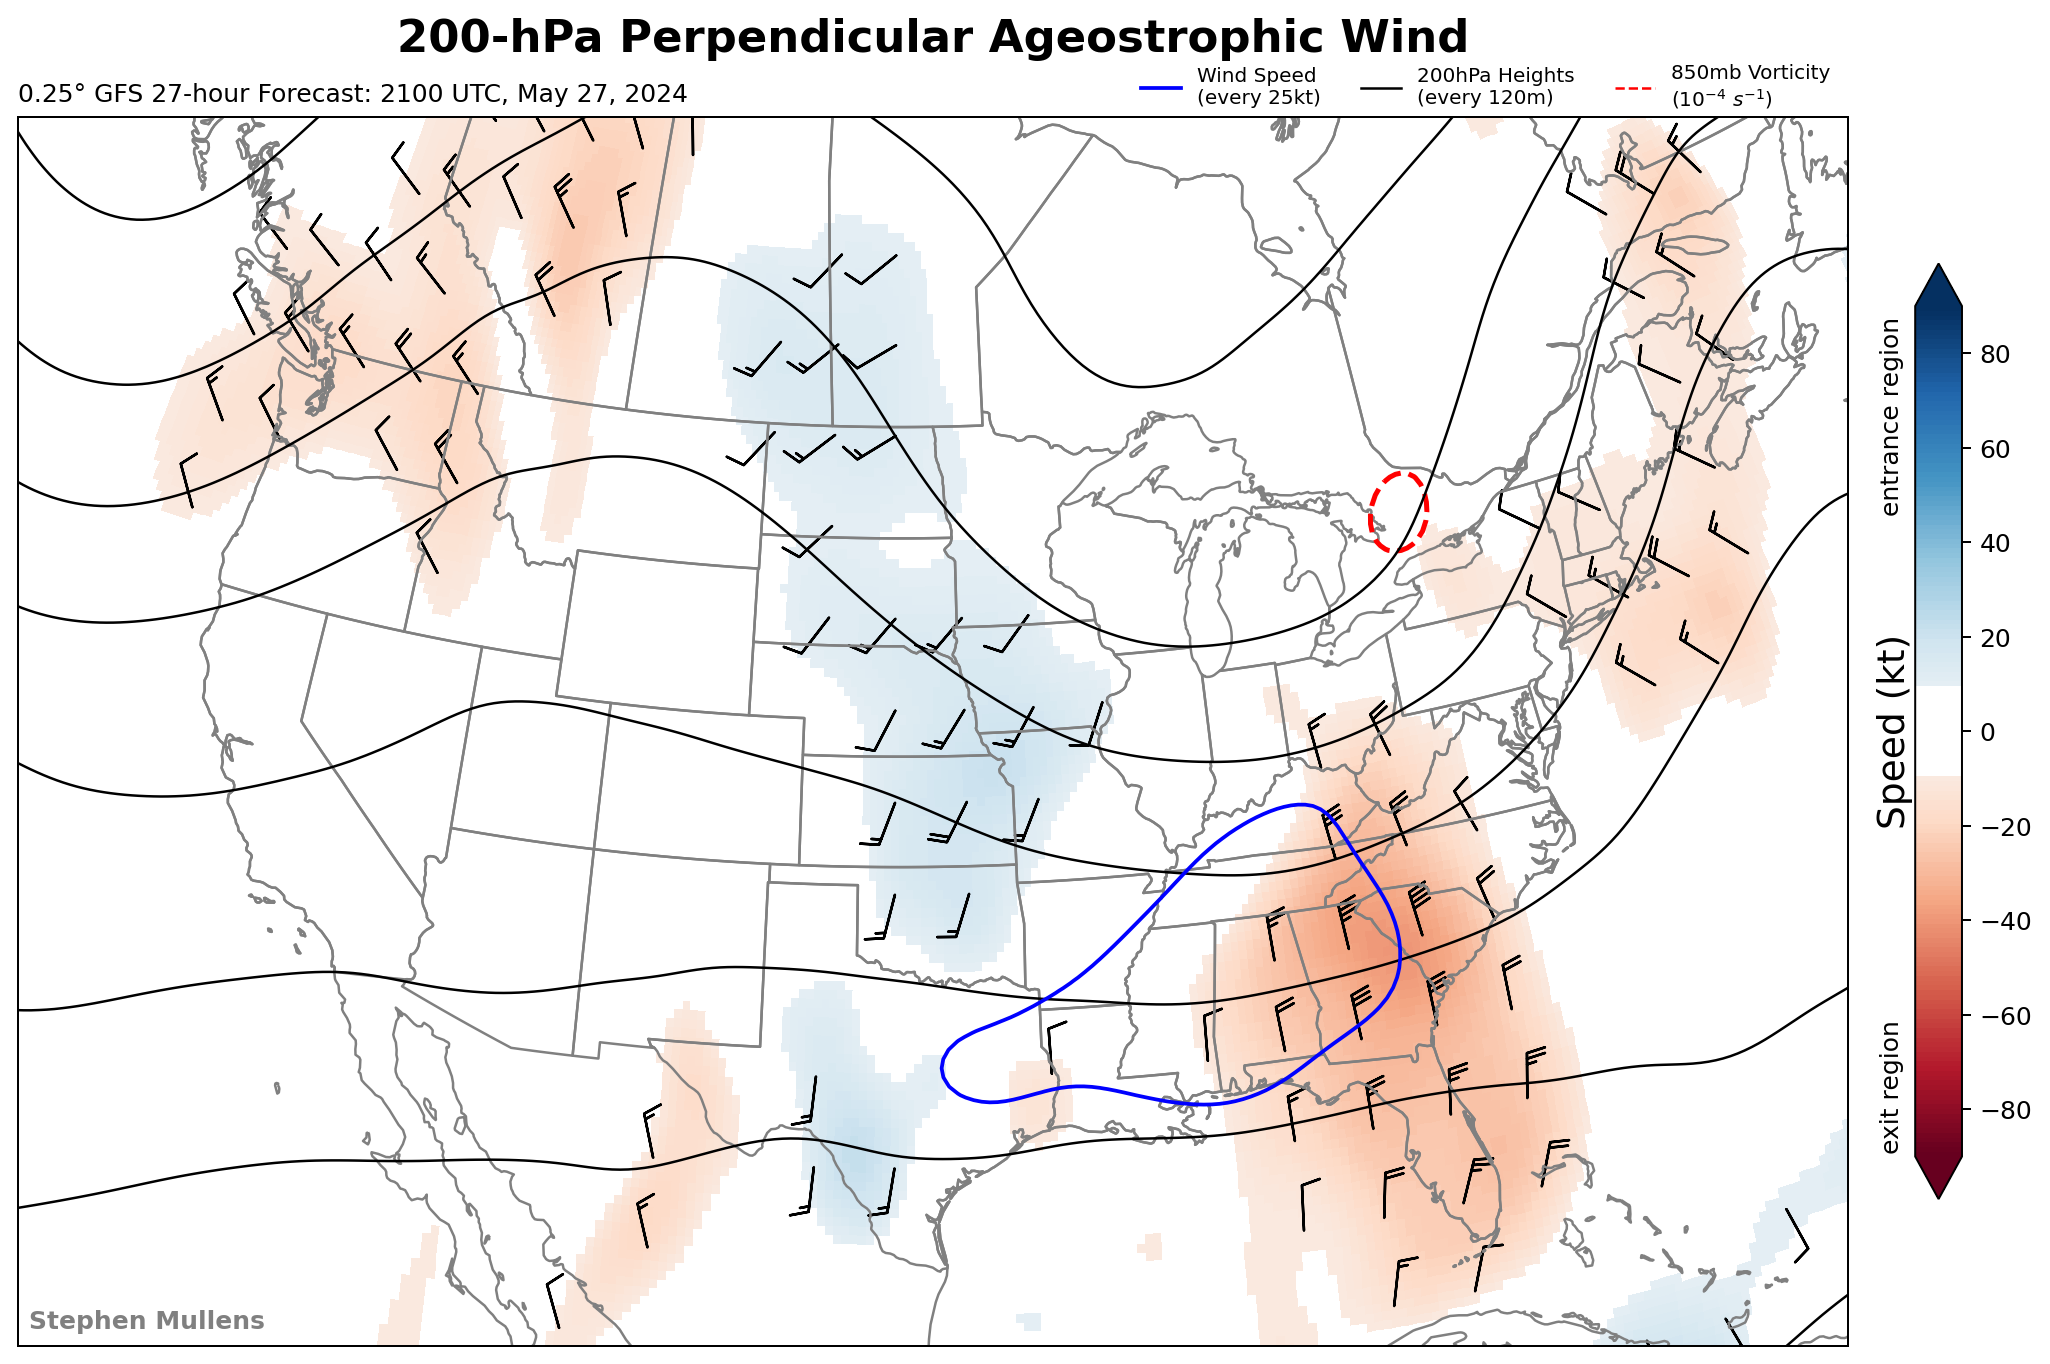 200-hPa Perpendicular Ageostrophic Wind
0.25° GFS 27-hour Forecast: 2100 UTC, May 27, 2024
Wind Speed
(every 25kt)
200hPa Heights
(every 120m)
850mb Vorticity
(10⁻⁴ s⁻¹)
entrance region
Speed (kt)
exit region
80
60
40
20
0
−20
−40
−60
−80
Stephen Mullens